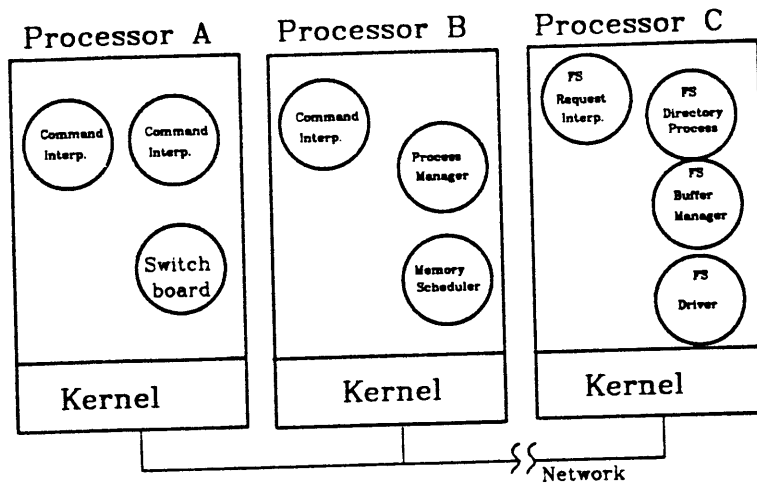 Processor A
Command
Interp.
Command
Interp.
Switch
board
Kernel
Processor B
Command
Interp.
Process
Manager
Memory
Scheduler
Kernel
Processor C
FS
Request
Interp.
FS
Directory
Process
FS
Buffer
Manager
FS
Driver
Kernel
Network